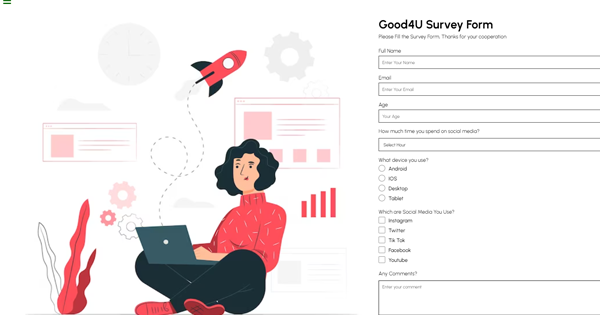 Good4U Survey Form
Please Fill the Survey Form, Thanks for your cooperation
Full Name
Enter Your Name
Email
Enter Your Email
Age
Your Age
How much time you spend on social media?
Select Hour
What device you use?
Android
IOS
Desktop
Tablet
Which are Social Media You Use?
Instagram
Twitter
Tik Tok
Facebook
Youtube
Any Comments?
Enter your comment